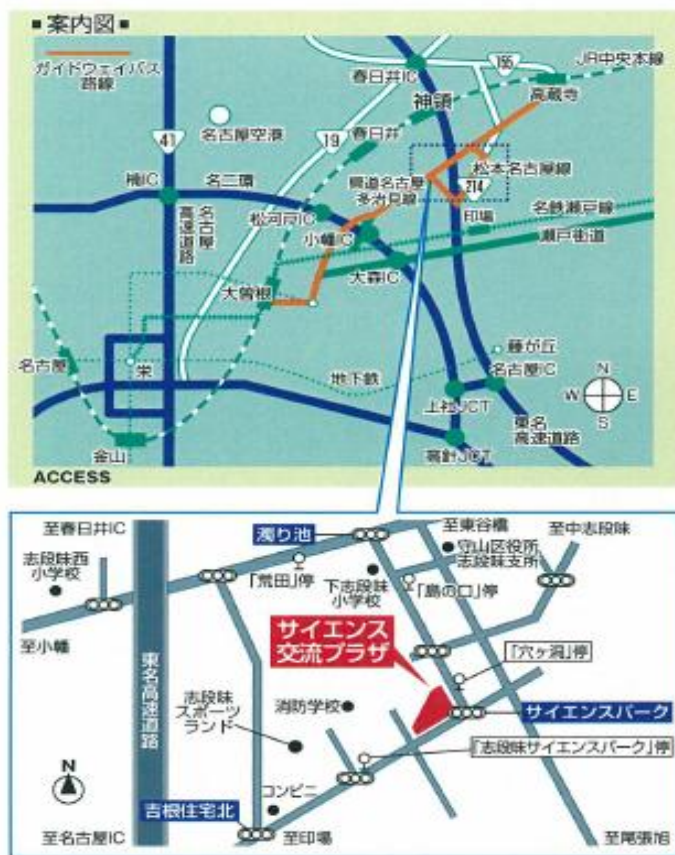 ■案内図■
ガイドウェイバス
路線
155
JR中央本線
春日井IC
高蔵寺
神領
41
名古屋空港
19
春日井
松本名古屋線
楠IC
名二環
県道名古屋
多治見線
214
名古屋
高速道路
松河戸IC
印場
名鉄瀬戸線
小幡IC
瀬戸街道
大森IC
大曽根
藤が丘
名古屋
栄
地下鉄
名古屋IC
N
W
E
S
上社JCT
東名
高速道路
金山
高針JCT
ACCESS
至春日井IC
濁り池
至東谷橋
至中志段味
志段味西
小学校
守山区役所
志段味支所
「荒田」停
下志段味
小学校
「島の口」停
至小幡
サイエンス
交流プラザ
「穴ヶ洞」停
東名高速道路
志段味
スポーツ
ランド
消防学校
サイエンスパーク
「志段味サイエンスパーク」停
N
コンビニ
吉根住宅北
至名古屋IC
至印場
至尾張旭